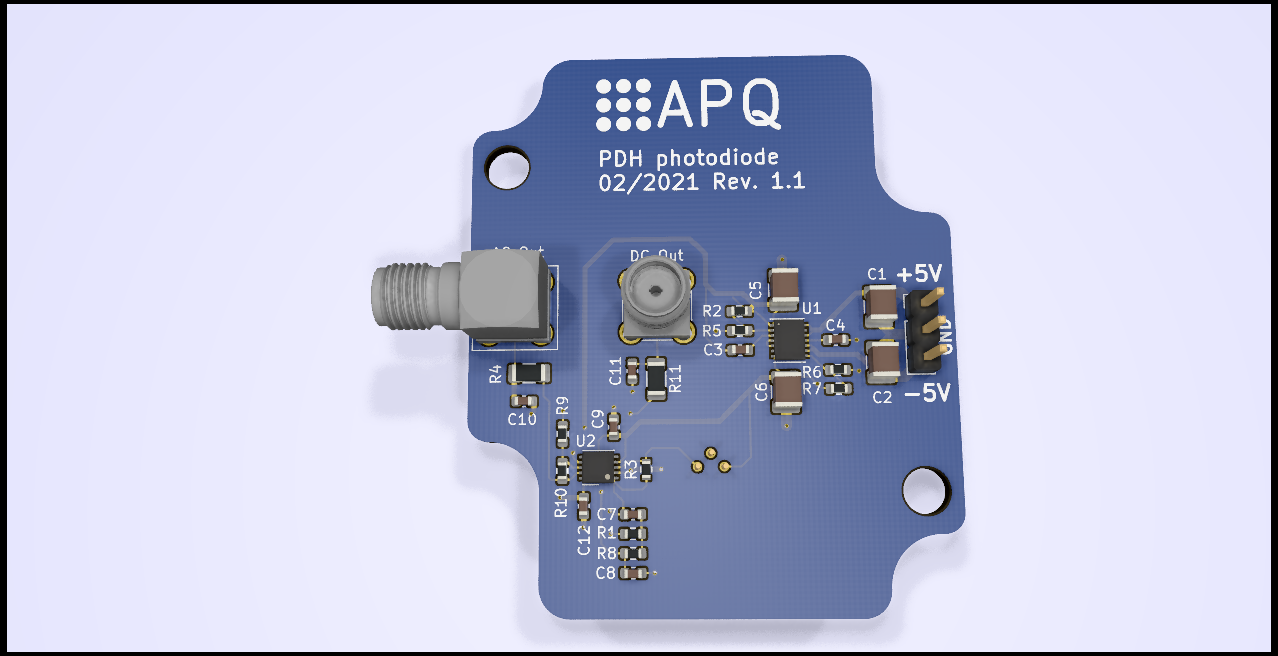 APQ
PDH photodiode
02/2021 Rev. 1.1
DC Out
C5
C1
+5V
U1
R2
R5
C4
GND
C3
R4
C11
R11
R6
C6
R7
C2
-5V
C10
R9
C9
U2
R3
R10
C7
C12
R1
R8
C8